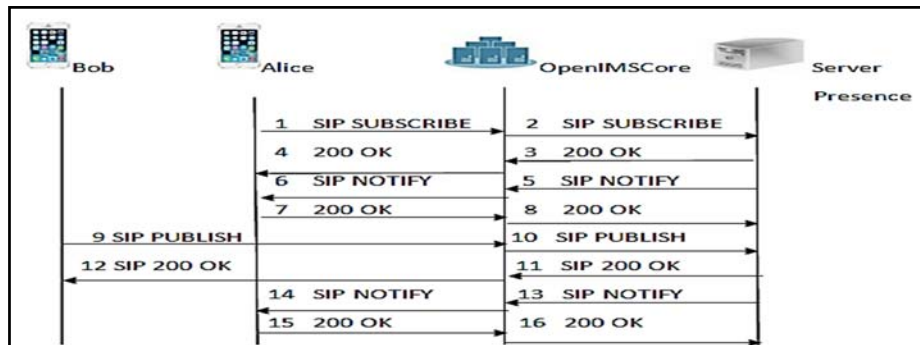 Bob Alice OpenIMSCore Server
Presence
1 SIP SUBSCRIBE 2 SIP SUBSCRIBE
4 200 OK 3 200 OK
6 SIP NOTIFY 5 SIP NOTIFY
7 200 OK 8 200 OK
9 SIP PUBLISH 10 SIP PUBLISH
12 SIP 200 OK 11 SIP 200 OK
14 SIP NOTIFY 13 SIP NOTIFY
15 200 OK 16 200 OK